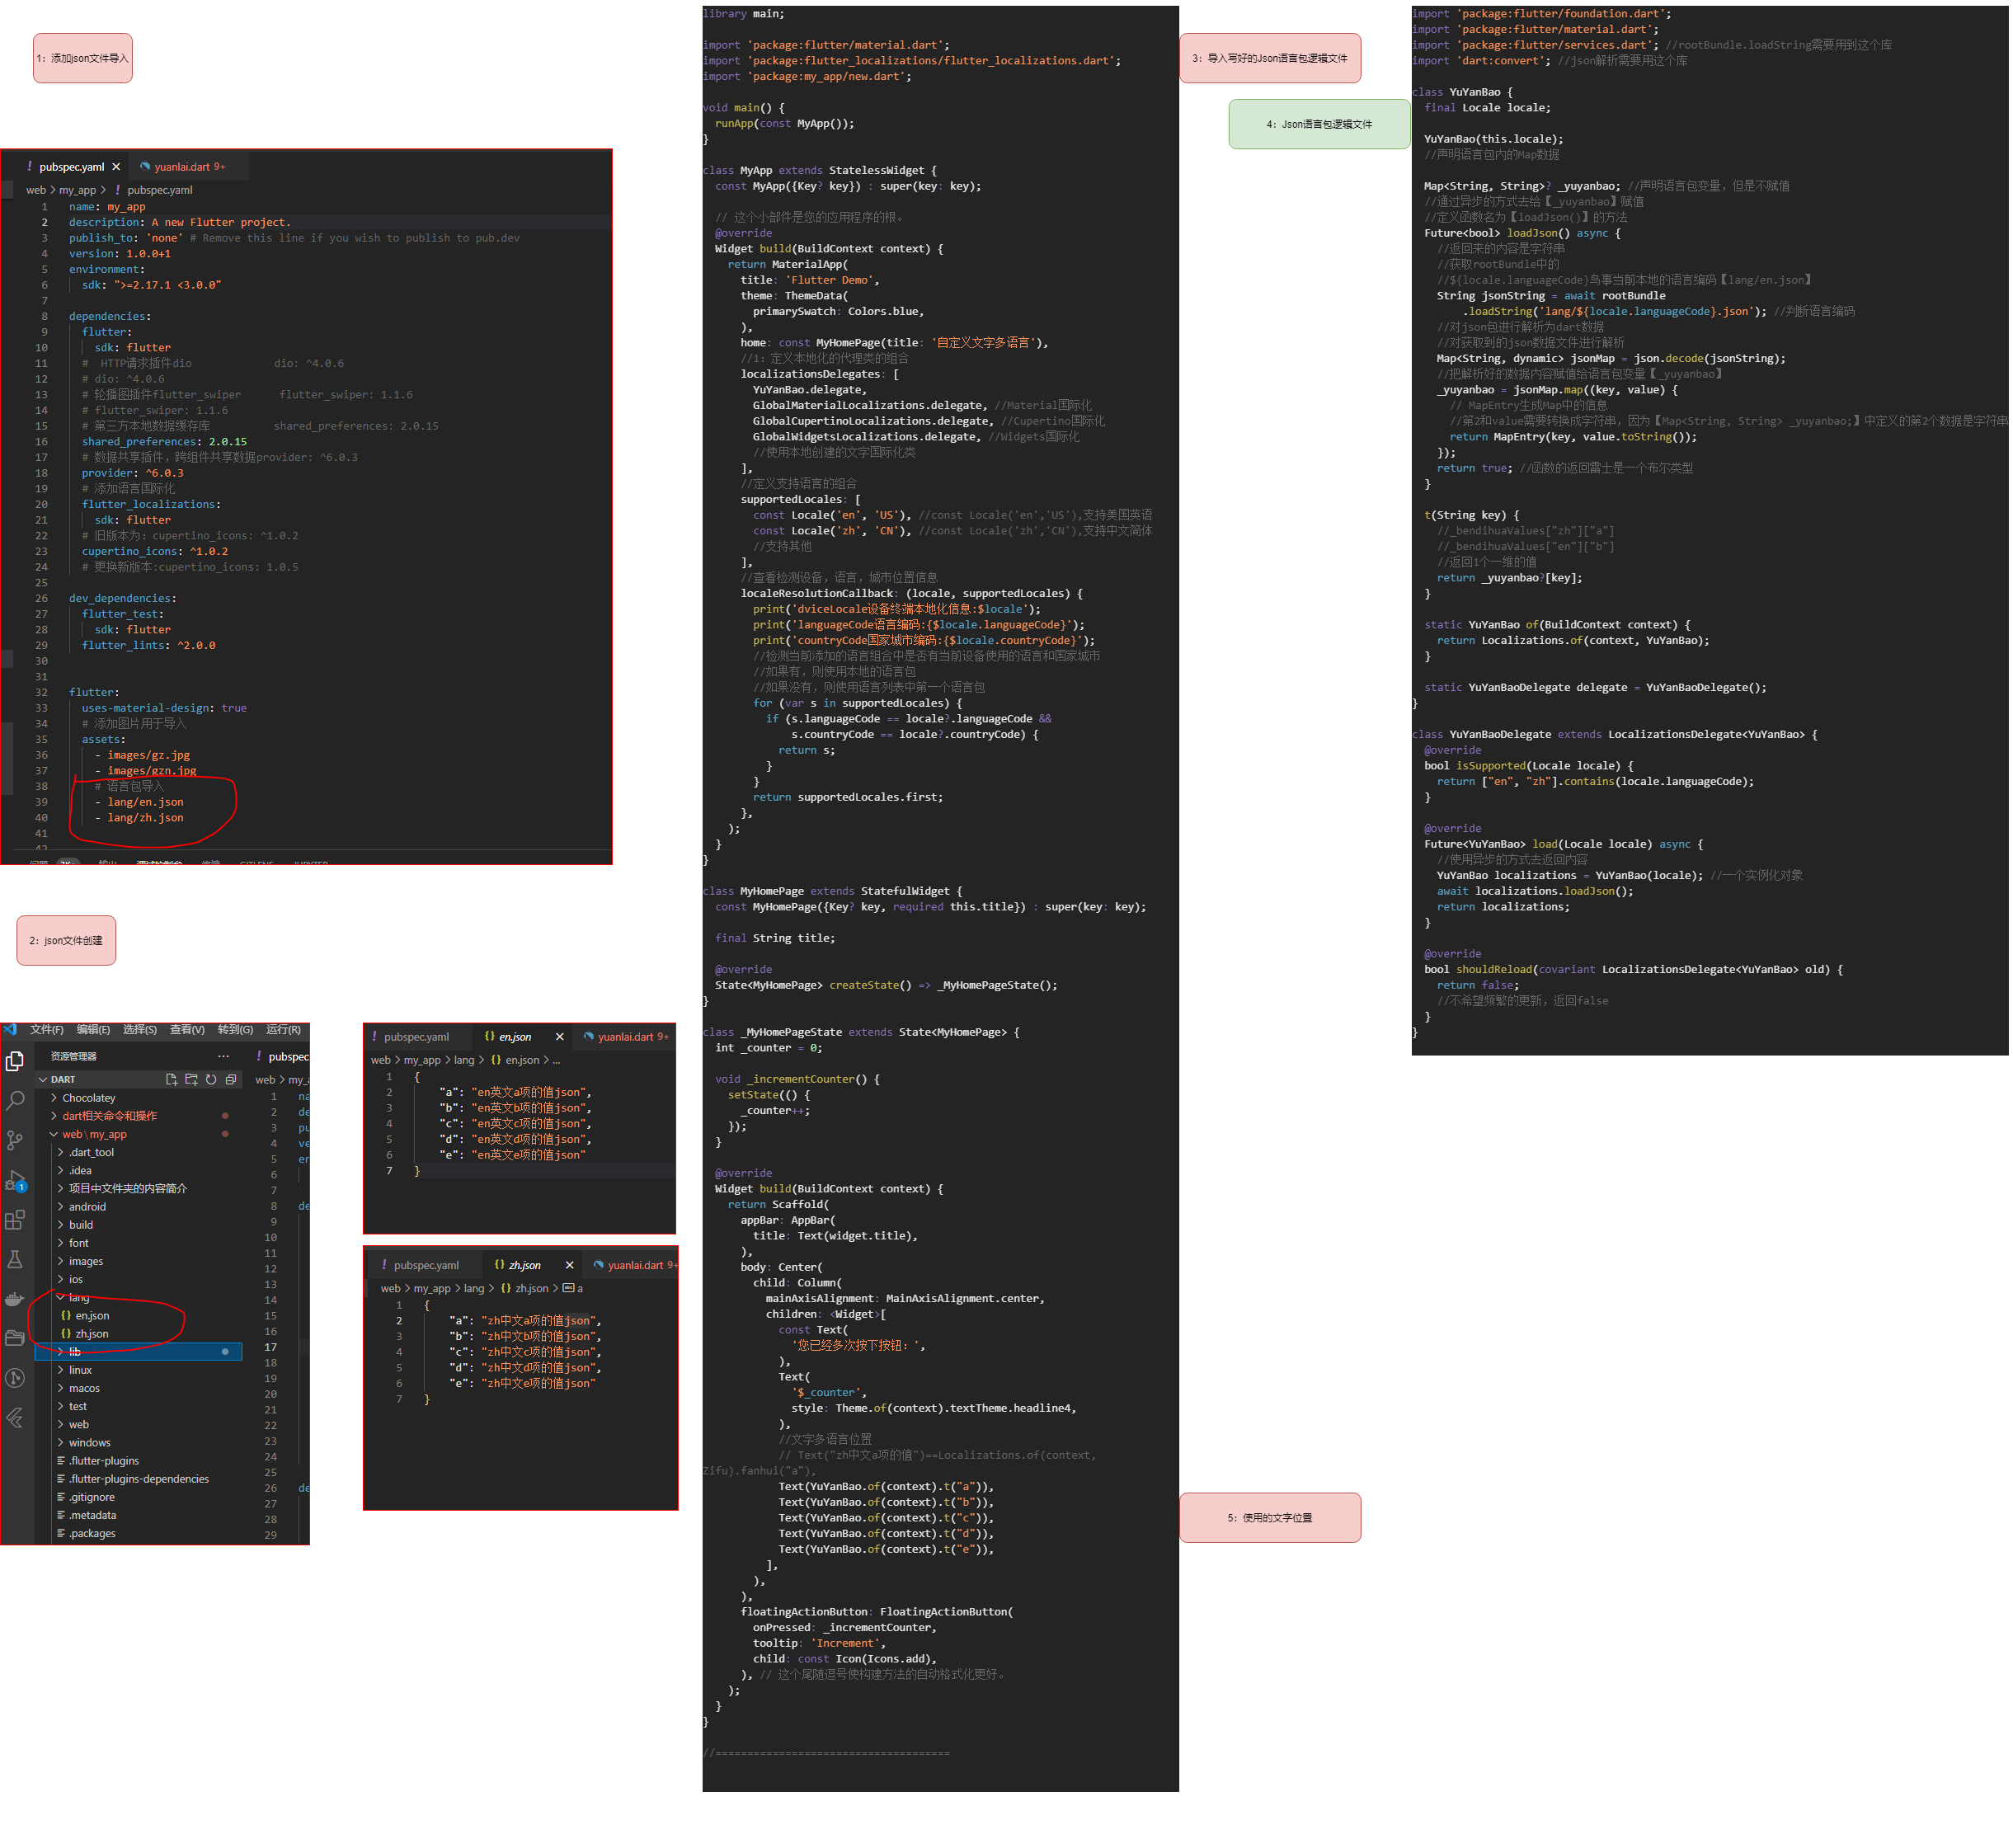 1：添加json文件导入
pubspec.yaml
yuanlai.dart 9+
web > my_app > pubspec.yaml
1 name: my_app
2 description: A new Flutter project.
3 publish_to: 'none' # Remove this line if you wish to publish to pub.dev
4 version: 1.0.0+1
5 environment:
6 sdk: ">=2.17.1 <3.0.0"
7
8 dependencies:
9 flutter:
10 sdk: flutter
11 # HTTP请求插件dio dio: ^4.0.6
12 # dio: ^4.0.6
13 # 轮播图插件flutter_swiper flutter_swiper: 1.1.6
14 # flutter_swiper: 1.1.6
15 # 第三方本地数据缓存库 shared_preferences: 2.0.15
16 shared_preferences: 2.0.15
17 # 数据共享插件，跨组件共享数据provider: ^6.0.3
18 provider: ^6.0.3
19 # 添加语言国际化
20 flutter_localizations:
21 sdk: flutter
22 # 旧版本为：cupertino_icons: ^1.0.2
23 cupertino_icons: ^1.0.2
24 # 更换新版本:cupertino_icons: 1.0.5
25
26 dev_dependencies:
27 flutter_test:
28 sdk: flutter
29 flutter_lints: ^2.0.0
30
31
32 flutter:
33 uses-material-design: true
34 # 添加图片用于导入
35 assets:
36 - images/gz.jpg
37 - images/gzn.jpg
38 # 语言包导入
39 - lang/en.json
40 - lang/zh.json
41
42
2：json文件创建
文件(F) 编辑(E) 选择(S) 查看(V) 转到(G) 运行(R)
资源管理器 ···
pubspec
DART
web > my_a
Chocolatey
dart相关命令和操作
web\my_app
.dart_tool
.idea
项目中文件夹的内容简介
android
build
font
images
ios
lang
en.json
zh.json
lib
linux
macos
test
web
windows
.flutter-plugins
.flutter-plugins-dependencies
.gitignore
.metadata
.packages
1
1 na
2 de
3 pu
4 ve
5 en
6
7
8 de
9
10
11
12
13
14
15
16
17
18
19
20
21
22
23
24
25
26 de
27
28
29
pubspec.yaml
en.json
yuanlai.dart 9+
web > my_app > lang > {} en.json > ...
1 {
2 "a": "en英文a项的值json",
3 "b": "en英文b项的值json",
4 "c": "en英文c项的值json",
5 "d": "en英文d项的值json",
6 "e": "en英文e项的值json"
7 }
pubspec.yaml
zh.json
yuanlai.dart 9+
web > my_app > lang > {} zh.json > a
1 {
2 "a": "zh中文a项的值json",
3 "b": "zh中文b项的值json",
4 "c": "zh中文c项的值json",
5 "d": "zh中文d项的值json",
6 "e": "zh中文e项的值json"
7 }
library main;

import 'package:flutter/material.dart';
import 'package:flutter_localizations/flutter_localizations.dart';
import 'package:my_app/new.dart';

void main() {
runApp(const MyApp());
}

class MyApp extends StatelessWidget {
const MyApp({Key? key}) : super(key: key);

// 这个小部件是您的应用程序的根。
@override
Widget build(BuildContext context) {
return MaterialApp(
title: 'Flutter Demo',
theme: ThemeData(
primarySwatch: Colors.blue,
),
home: const MyHomePage(title: '自定义文字多语言'),
//1：定义本地化的代理类的组合
localizationsDelegates: [
YuYanBao.delegate,
GlobalMaterialLocalizations.delegate, //Material国际化
GlobalCupertinoLocalizations.delegate, //Cupertino国际化
GlobalWidgetsLocalizations.delegate, //Widgets国际化
//使用本地创建的文字国际化类
],
//定义支持语言的组合
supportedLocales: [
const Locale('en', 'US'), //const Locale('en','US'),支持美国英语
const Locale('zh', 'CN'), //const Locale('zh','CN'),支持中文简体
//支持其他
],
//查看检测设备，语言，城市位置信息
localeResolutionCallback: (locale, supportedLocales) {
print('dviceLocale设备终端本地化信息:$locale');
print('languageCode语言编码:{$locale.languageCode}');
print('countryCode国家城市编码:{$locale.countryCode}');
//检测当前添加的语言组合中是否有当前设备使用的语言和国家城市
//如果有，则使用本地的语言包
//如果没有，则使用语言列表中第一个语言包
for (var s in supportedLocales) {
if (s.languageCode == locale?.languageCode &&
s.countryCode == locale?.countryCode) {
return s;
}
}
return supportedLocales.first;
},
);
}
}

class MyHomePage extends StatefulWidget {
const MyHomePage({Key? key, required this.title}) : super(key: key);

final String title;

@override
State<MyHomePage> createState() => _MyHomePageState();
}

class _MyHomePageState extends State<MyHomePage> {
int _counter = 0;

void _incrementCounter() {
setState(() {
_counter++;
});
}

@override
Widget build(BuildContext context) {
return Scaffold(
appBar: AppBar(
title: Text(widget.title),
),
body: Center(
child: Column(
mainAxisAlignment: MainAxisAlignment.center,
children: <Widget>[
const Text(
'您已经多次按下按钮：',
),
Text(
'$_counter',
style: Theme.of(context).textTheme.headline4,
),
//文字多语言位置
// Text("zh中文a项的值")==Localizations.of(context,
Zifu).fanhui("a"),
Text(YuYanBao.of(context).t("a")),
Text(YuYanBao.of(context).t("b")),
Text(YuYanBao.of(context).t("c")),
Text(YuYanBao.of(context).t("d")),
Text(YuYanBao.of(context).t("e")),
],
),
),
floatingActionButton: FloatingActionButton(
onPressed: _incrementCounter,
tooltip: 'Increment',
child: const Icon(Icons.add),
), // 这个尾随逗号使构建方法的自动格式化更好。
);
}
}

//=====================================
3：导入写好的Json语言包逻辑文件
4：Json语言包逻辑文件
5：使用的文字位置
import 'package:flutter/foundation.dart';
import 'package:flutter/material.dart';
import 'package:flutter/services.dart'; //rootBundle.loadString需要用到这个库
import 'dart:convert'; //json解析需要用这个库

class YuYanBao {
final Locale locale;

YuYanBao(this.locale);
//声明语言包内的Map数据

Map<String, String>? _yuyanbao; //声明语言包变量，但是不赋值
//通过异步的方式去给【_yuyanbao】赋值
//定义函数名为【loadJson()】的方法
Future<bool> loadJson() async {
//返回来的内容是字符串
//获取rootBundle中的
//${locale.languageCode}鸟事当前本地的语言编码【lang/en.json】
String jsonString = await rootBundle
.loadString('lang/${locale.languageCode}.json'); //判断语言编码
//对json包进行解析为dart数据
//对获取到的json数据文件进行解析
Map<String, dynamic> jsonMap = json.decode(jsonString);
//把解析好的数据内容赋值给语言包变量【_yuyanbao】
_yuyanbao = jsonMap.map((key, value) {
// MapEntry生成Map中的信息
//第2和value需要转换成字符串，因为【Map<String, String> _yuyanbao;】中定义的第2个数据是字符串
return MapEntry(key, value.toString());
});
return true; //函数的返回雷士是一个布尔类型
}

t(String key) {
//_bendihuaValues["zh"]["a"]
//_bendihuaValues["en"]["b"]
//返回1个一维的值
return _yuyanbao?[key];
}

static YuYanBao of(BuildContext context) {
return Localizations.of(context, YuYanBao);
}

static YuYanBaoDelegate delegate = YuYanBaoDelegate();
}

class YuYanBaoDelegate extends LocalizationsDelegate<YuYanBao> {
@override
bool isSupported(Locale locale) {
return ["en", "zh"].contains(locale.languageCode);
}

@override
Future<YuYanBao> load(Locale locale) async {
//使用异步的方式去返回内容
YuYanBao localizations = YuYanBao(locale); //一个实例化对象
await localizations.loadJson();
return localizations;
}

@override
bool shouldReload(covariant LocalizationsDelegate<YuYanBao> old) {
return false;
//不希望频繁的更新，返回false
}
}